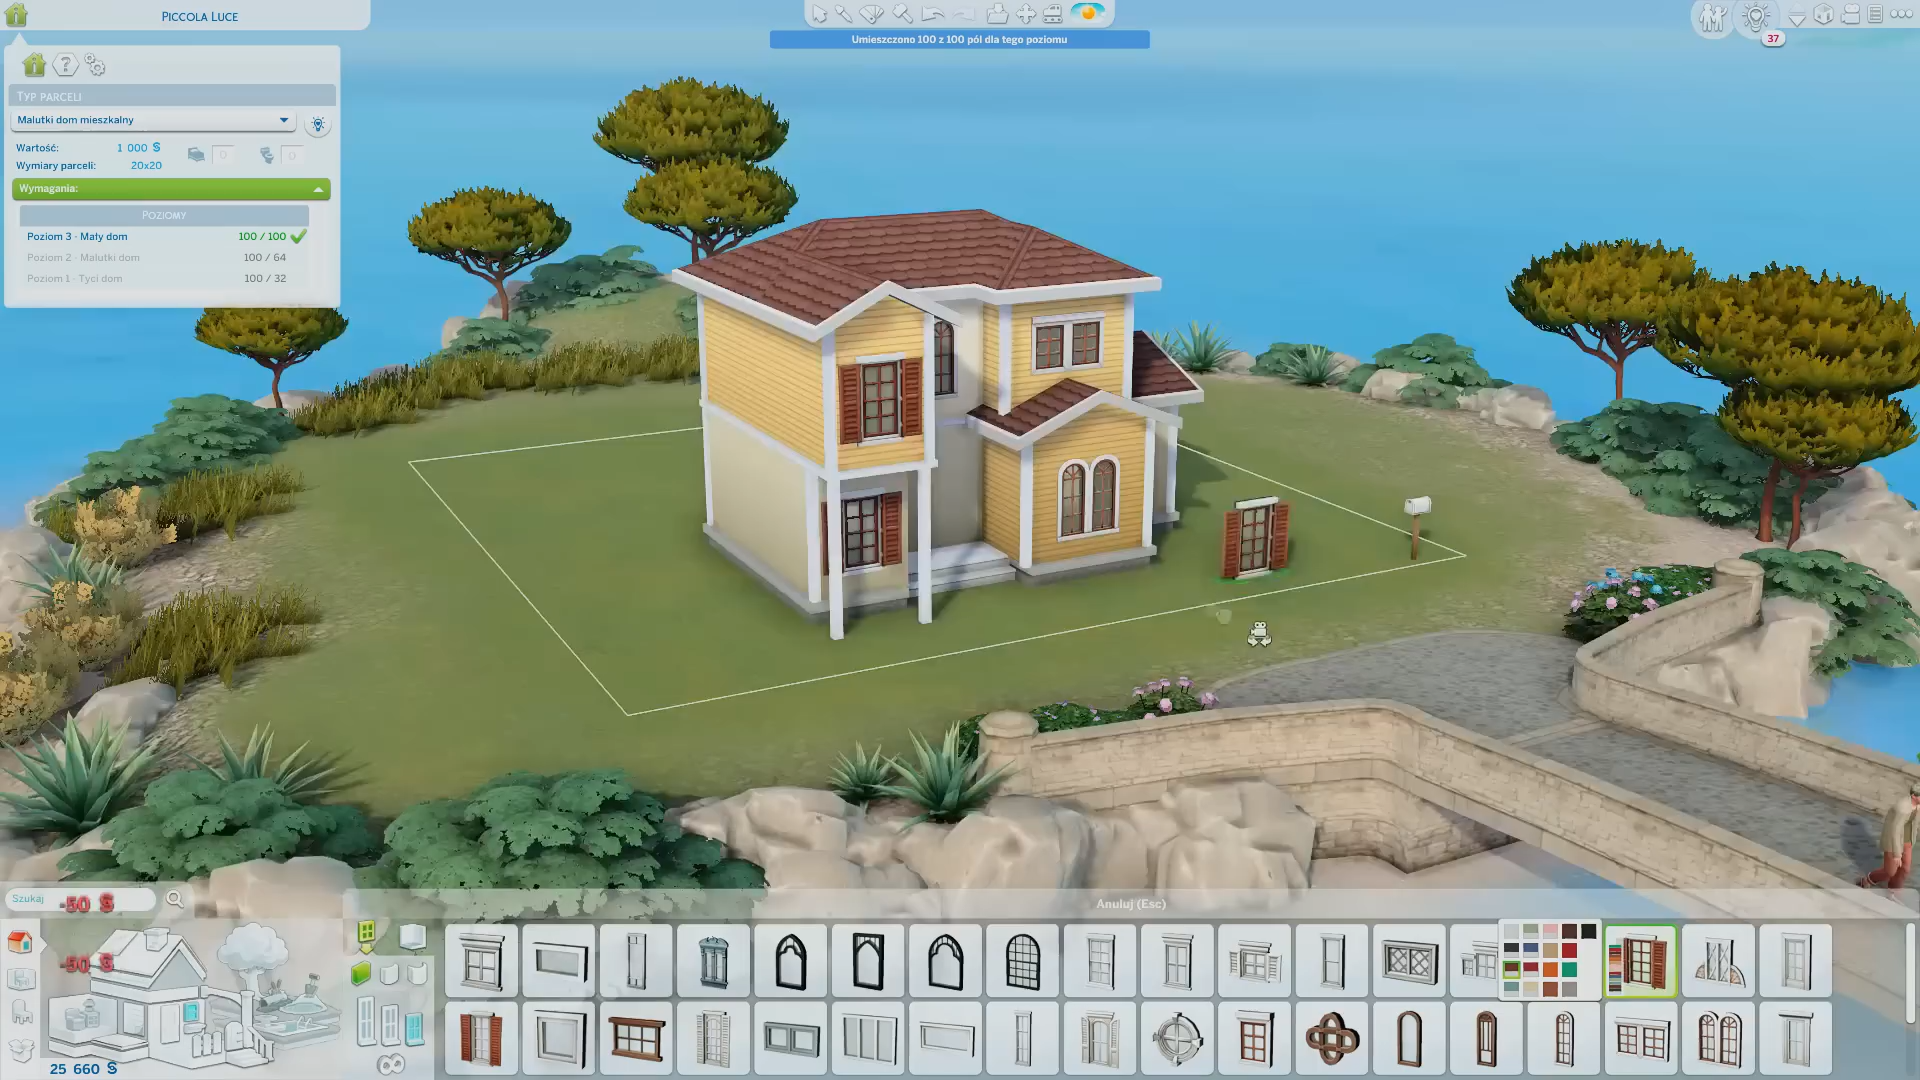 PICCOLA LUCE
Umieszczono 100 z 100 pól dla tego poziomu
37
TYP PARCELI
Malutki dom mieszkalny
Wartość: 1 000 $
0 0
Wymiary parceli: 20x20
Wymagania:
POZIOMY
Poziom 3 - Mały dom 100 / 100
Poziom 2 - Malutki dom 100 / 64
Poziom 1 - Tyci dom 100 / 32
Szukaj
-50 $
Anuluj (Esc)
-50 $
25 660 $